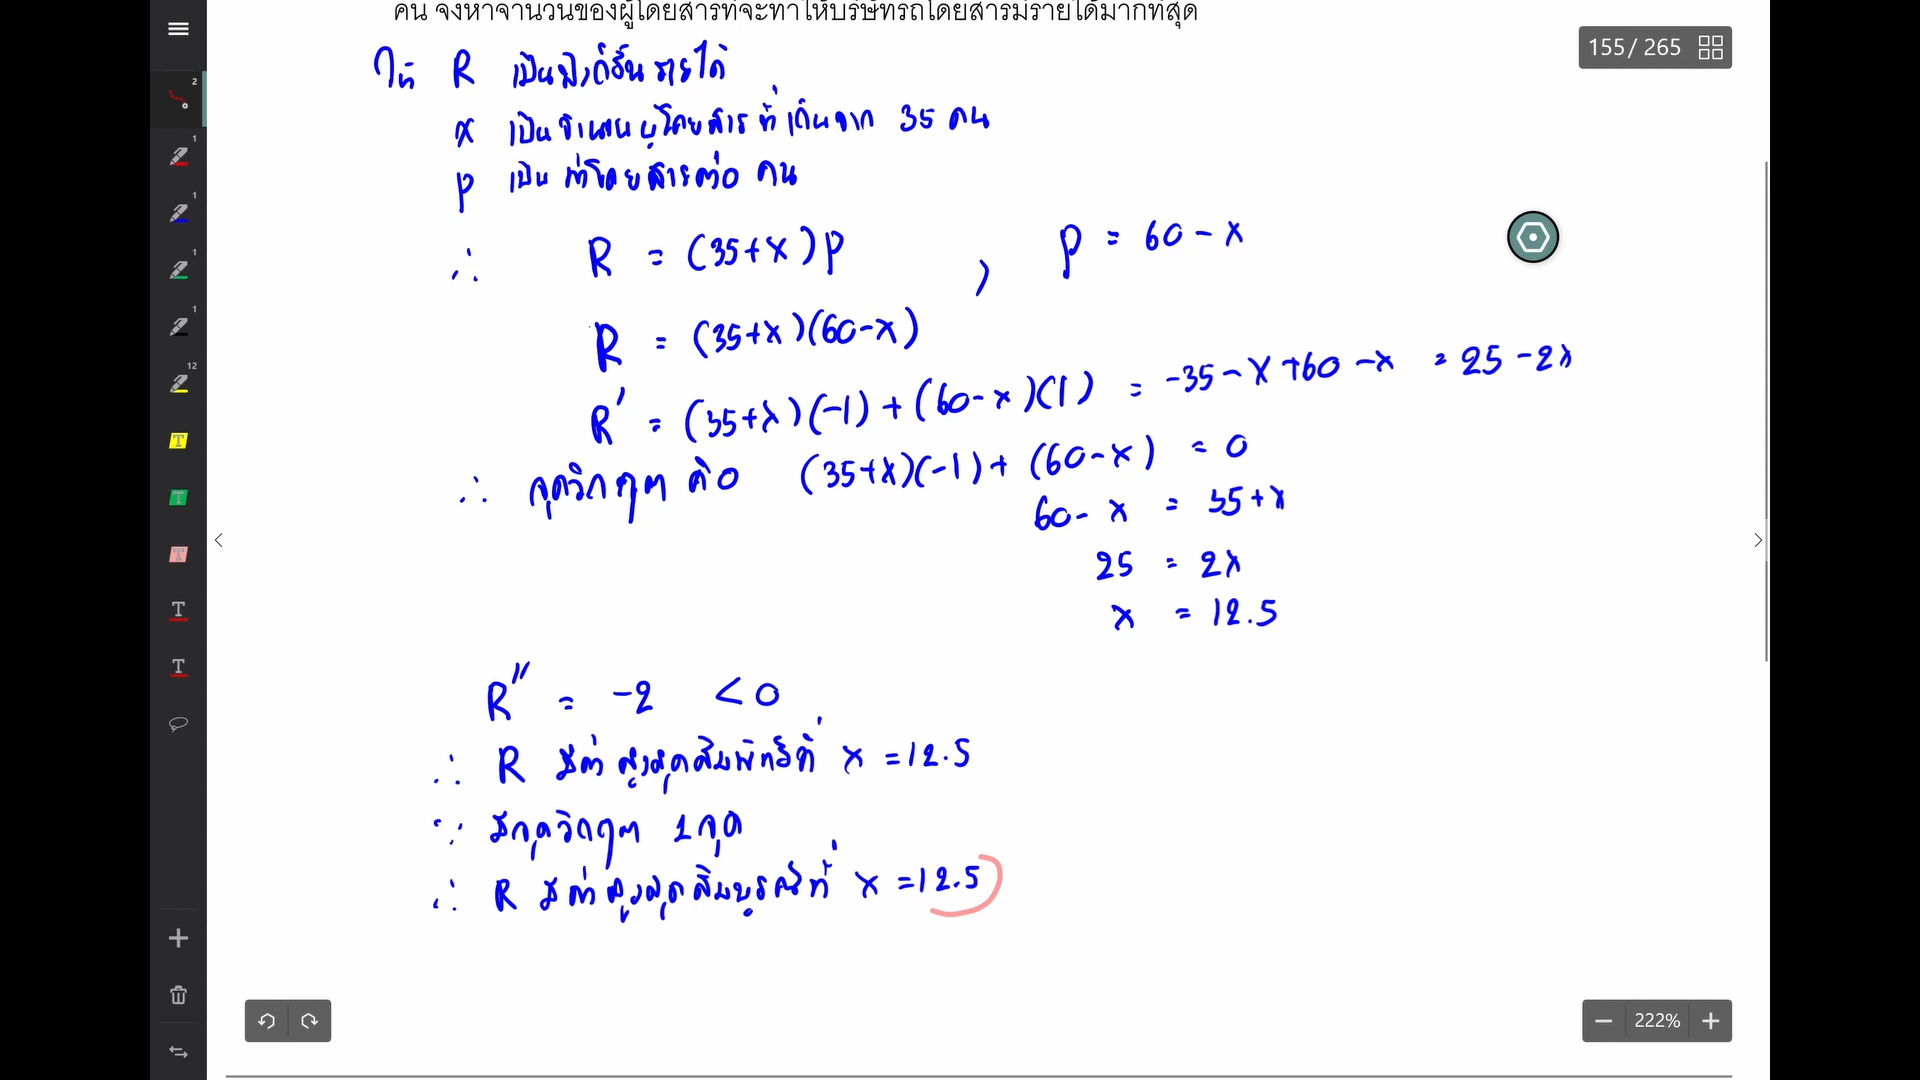 คน จงหาจำนวนของผู้โดยสารที่จะทำให้บริษัทรถโดยสารมีรายได้มากที่สุด
155 / 265
ให้ R เป็นฟังก์ชันรายได้
x เป็นจำนวนผู้โดยสารที่เกินจาก 35 คน
p เป็นค่าโดยสารต่อคน
∴ R = (35+x)p , p = 60-x
R = (35+x)(60-x)
R' = (35+x)(-1)+(60-x)(1) = -35-x+60-x = 25-2x
∴ จุดวิกฤต คือ (35+x)(-1)+(60-x) = 0
60-x = 35+x
25 = 2x
x = 12.5
R'' = -2 < 0
∴ R มีค่าสูงสุดสัมพัทธ์ที่ x = 12.5
∵ มีจุดวิกฤต 1 จุด
∴ R มีค่าสูงสุดสัมบูรณ์ที่ x = 12.5
222%